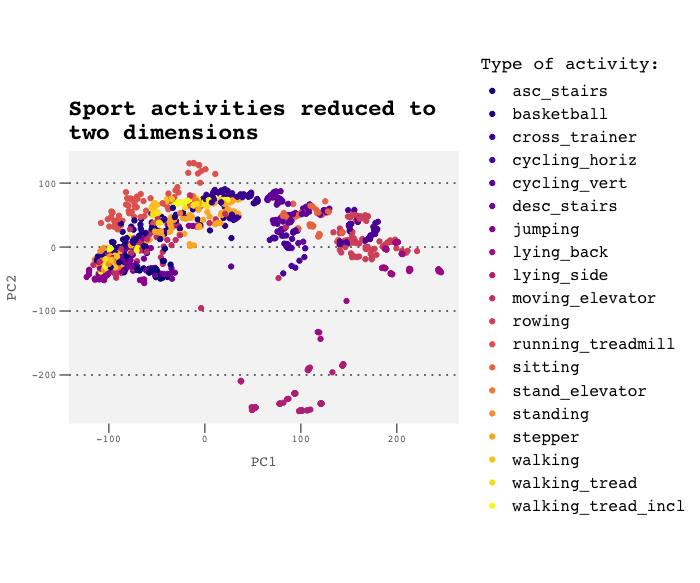 Type of activity:
Sport activities reduced to
two dimensions
asc_stairs
basketball
cross_trainer
cycling_horiz
cycling_vert
desc_stairs
jumping
lying_back
lying_side
moving_elevator
rowing
running_treadmill
sitting
stand_elevator
standing
stepper
walking
walking_tread
walking_tread_incl
PC2
100
0
−100
−200
−100
0
100
200
PC1